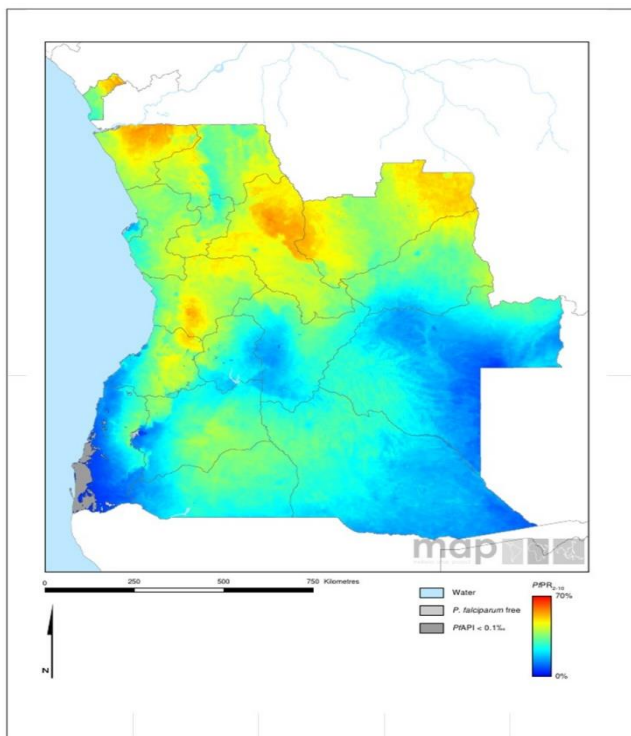 map
0 250 500 750 Kilometres
Water
P. falciparum free
PfAPI < 0.1‰
PfPR2-10
70%
0%
N